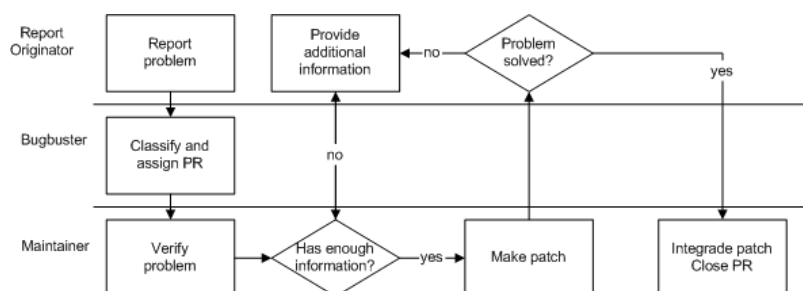 Report
Originator
Report
problem
Provide
additional
information
no
Problem
solved?
yes
Bugbuster
Classify and
assign PR
no
Maintainer
Verify
problem
Has enough
information?
yes
Make patch
Integrade patch
Close PR